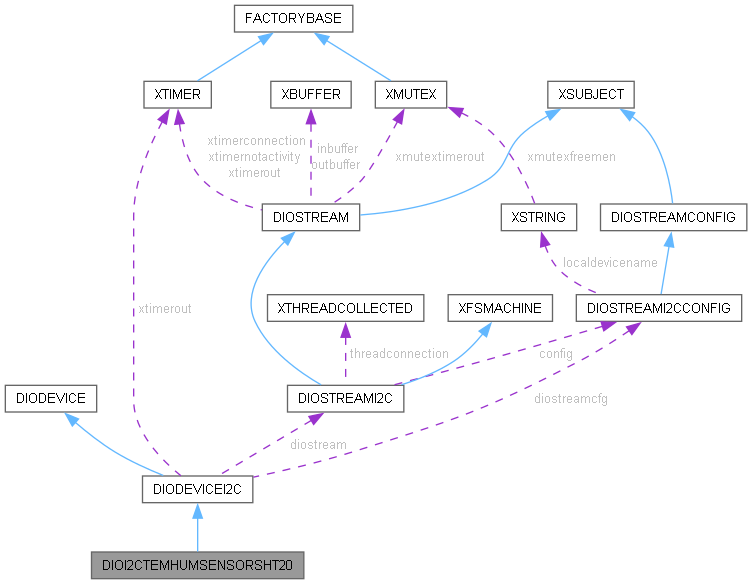 FACTORYBASE
XTIMER
XBUFFER
XMUTEX
XSUBJECT
xtimerconnection
xtimernotactivity
xtimerout
inbuffer
outbuffer
xmutextimerout
xmutexfreemen
DIOSTREAM
XSTRING
DIOSTREAMCONFIG
localdevicename
xtimerout
XTHREADCOLLECTED
XFSMACHINE
DIOSTREAMI2CCONFIG
threadconnection
config
DIODEVICE
DIOSTREAMI2C
diostreamcfg
diostream
DIODEVICEI2C
DIOI2CTEMHUMSENSORSHT20